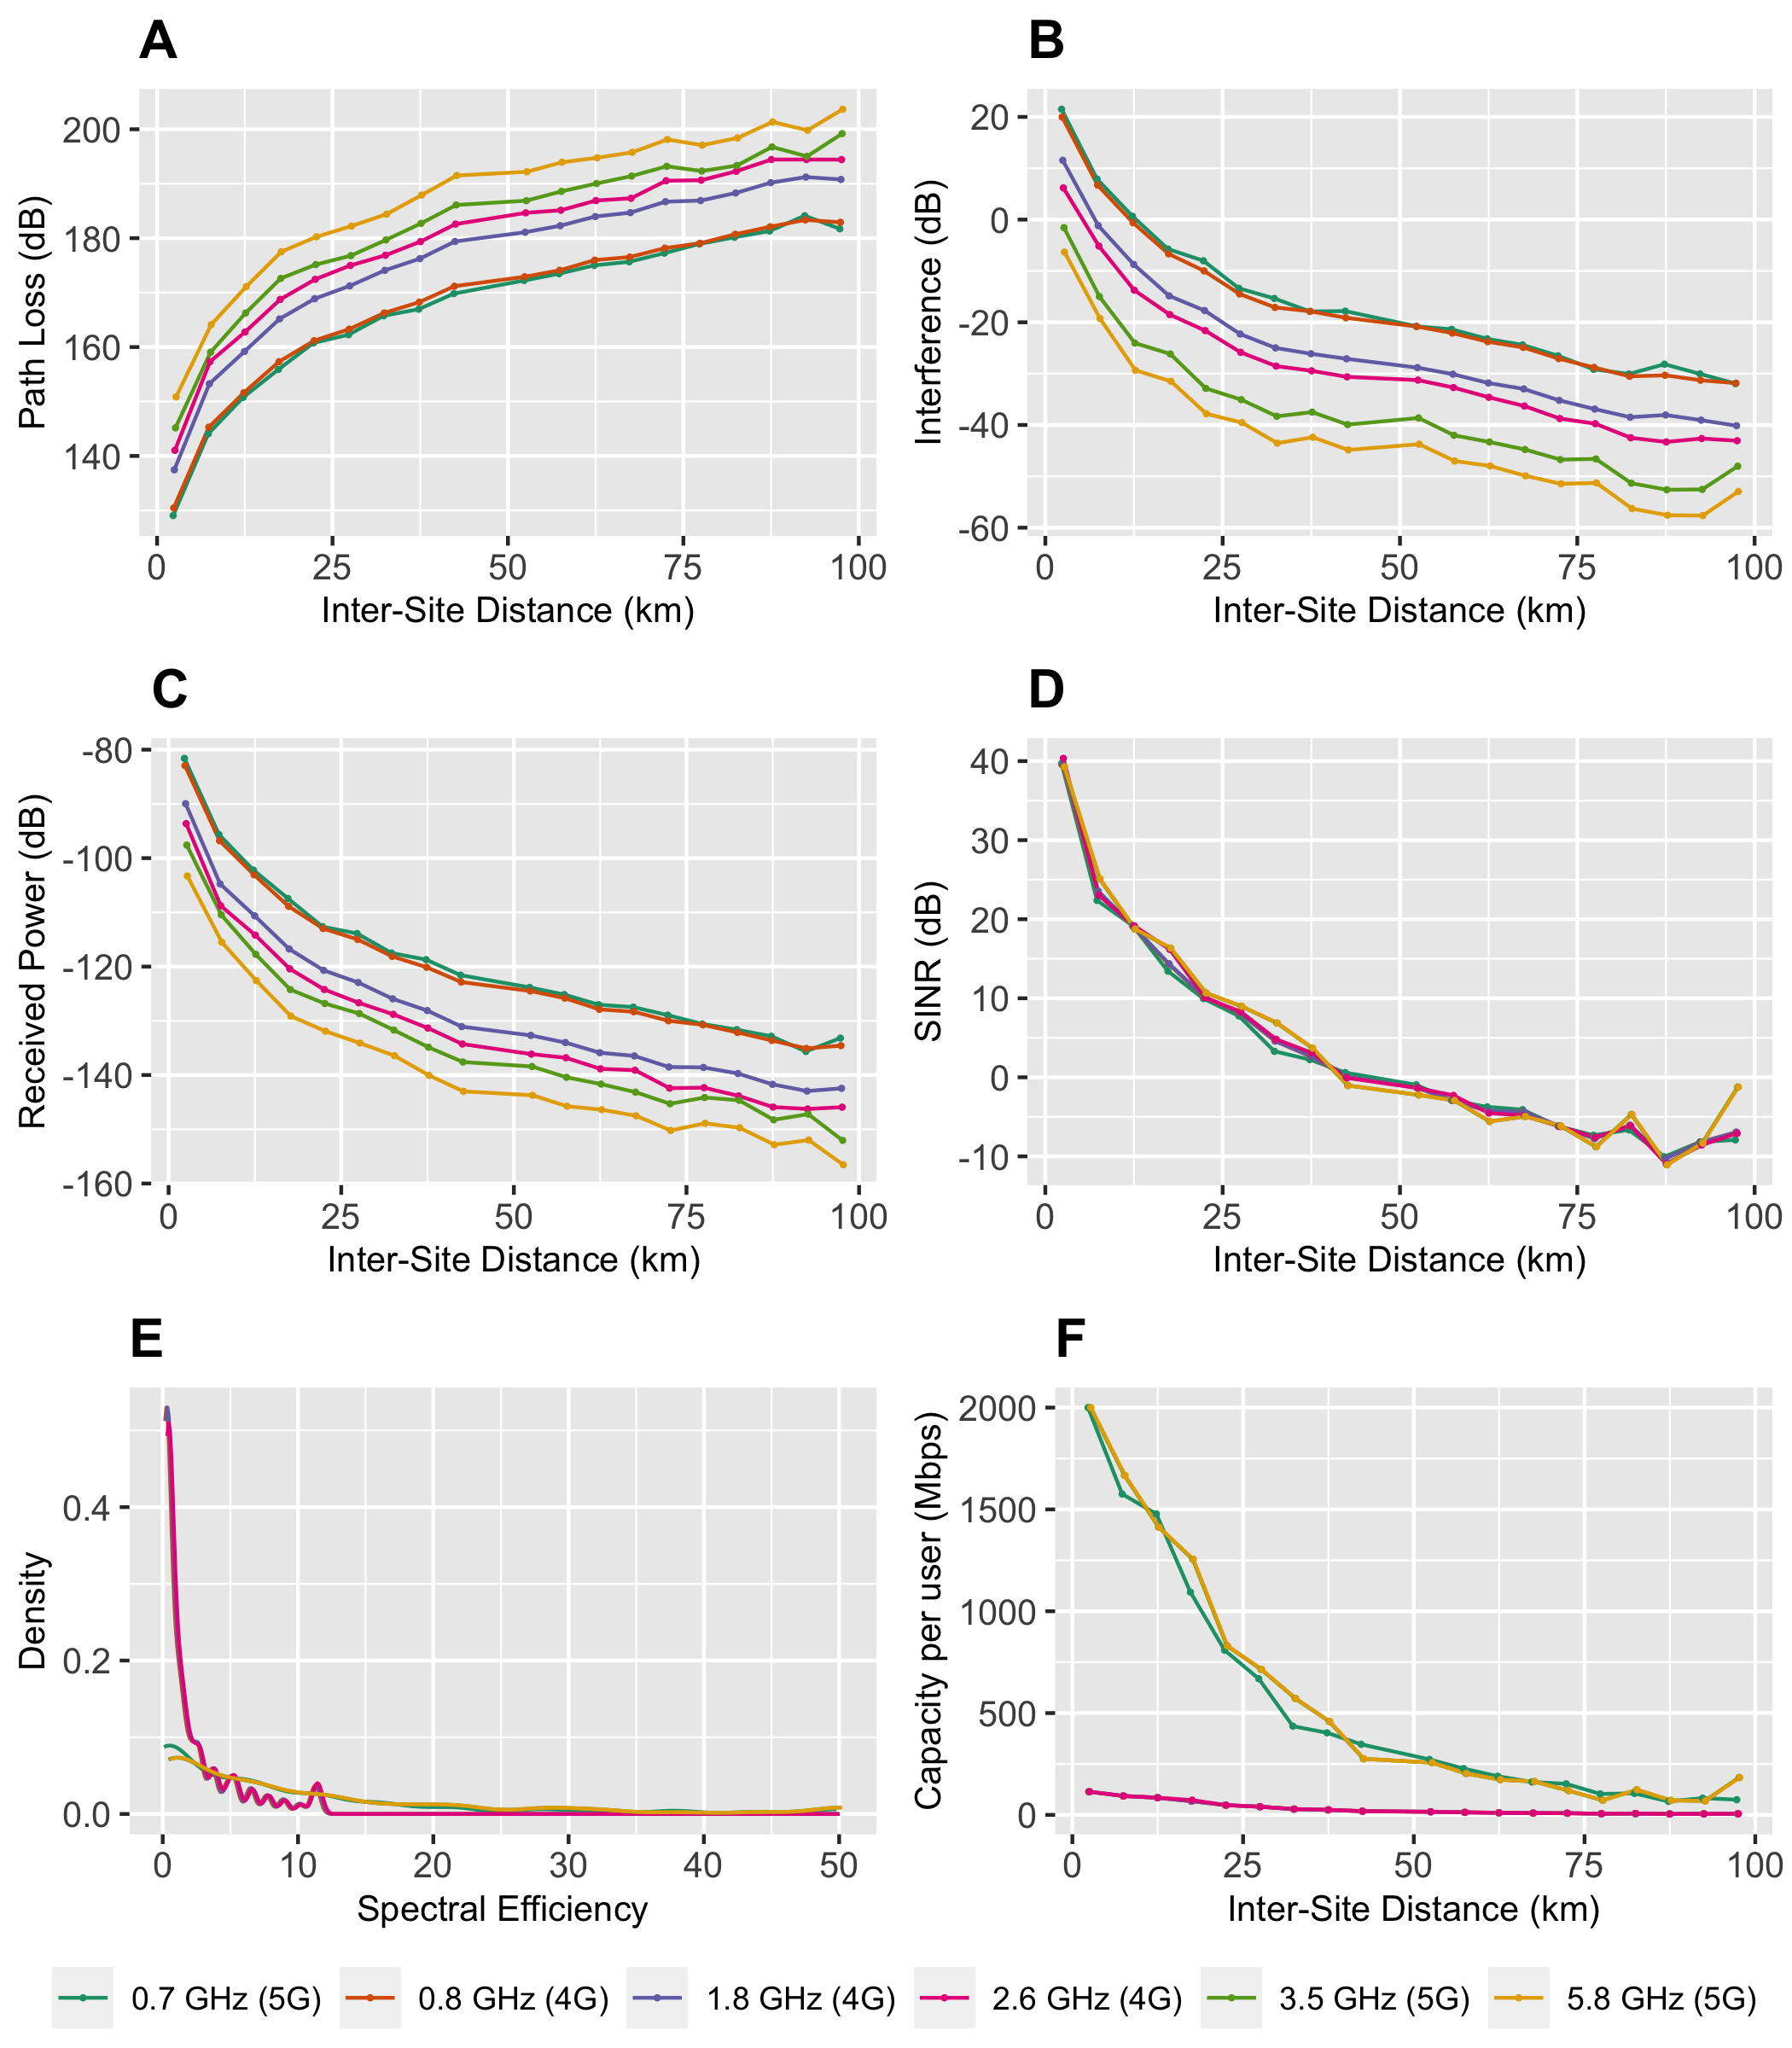 A
B
200
180
160
140
Path Loss (dB)
0 25 50 75 100
Inter-Site Distance (km)
20
0
-20
-40
-60
Interference (dB)
0 25 50 75 100
Inter-Site Distance (km)
C
D
-80
-100
-120
-140
-160
Received Power (dB)
0 25 50 75 100
Inter-Site Distance (km)
40
30
20
10
0
-10
SINR (dB)
0 25 50 75 100
Inter-Site Distance (km)
E
F
0.4
0.2
0.0
Density
0 10 20 30 40 50
Spectral Efficiency
2000
1500
1000
500
0
Capacity per user (Mbps)
0 25 50 75 100
Inter-Site Distance (km)
0.7 GHz (5G) 0.8 GHz (4G) 1.8 GHz (4G) 2.6 GHz (4G) 3.5 GHz (5G) 5.8 GHz (5G)